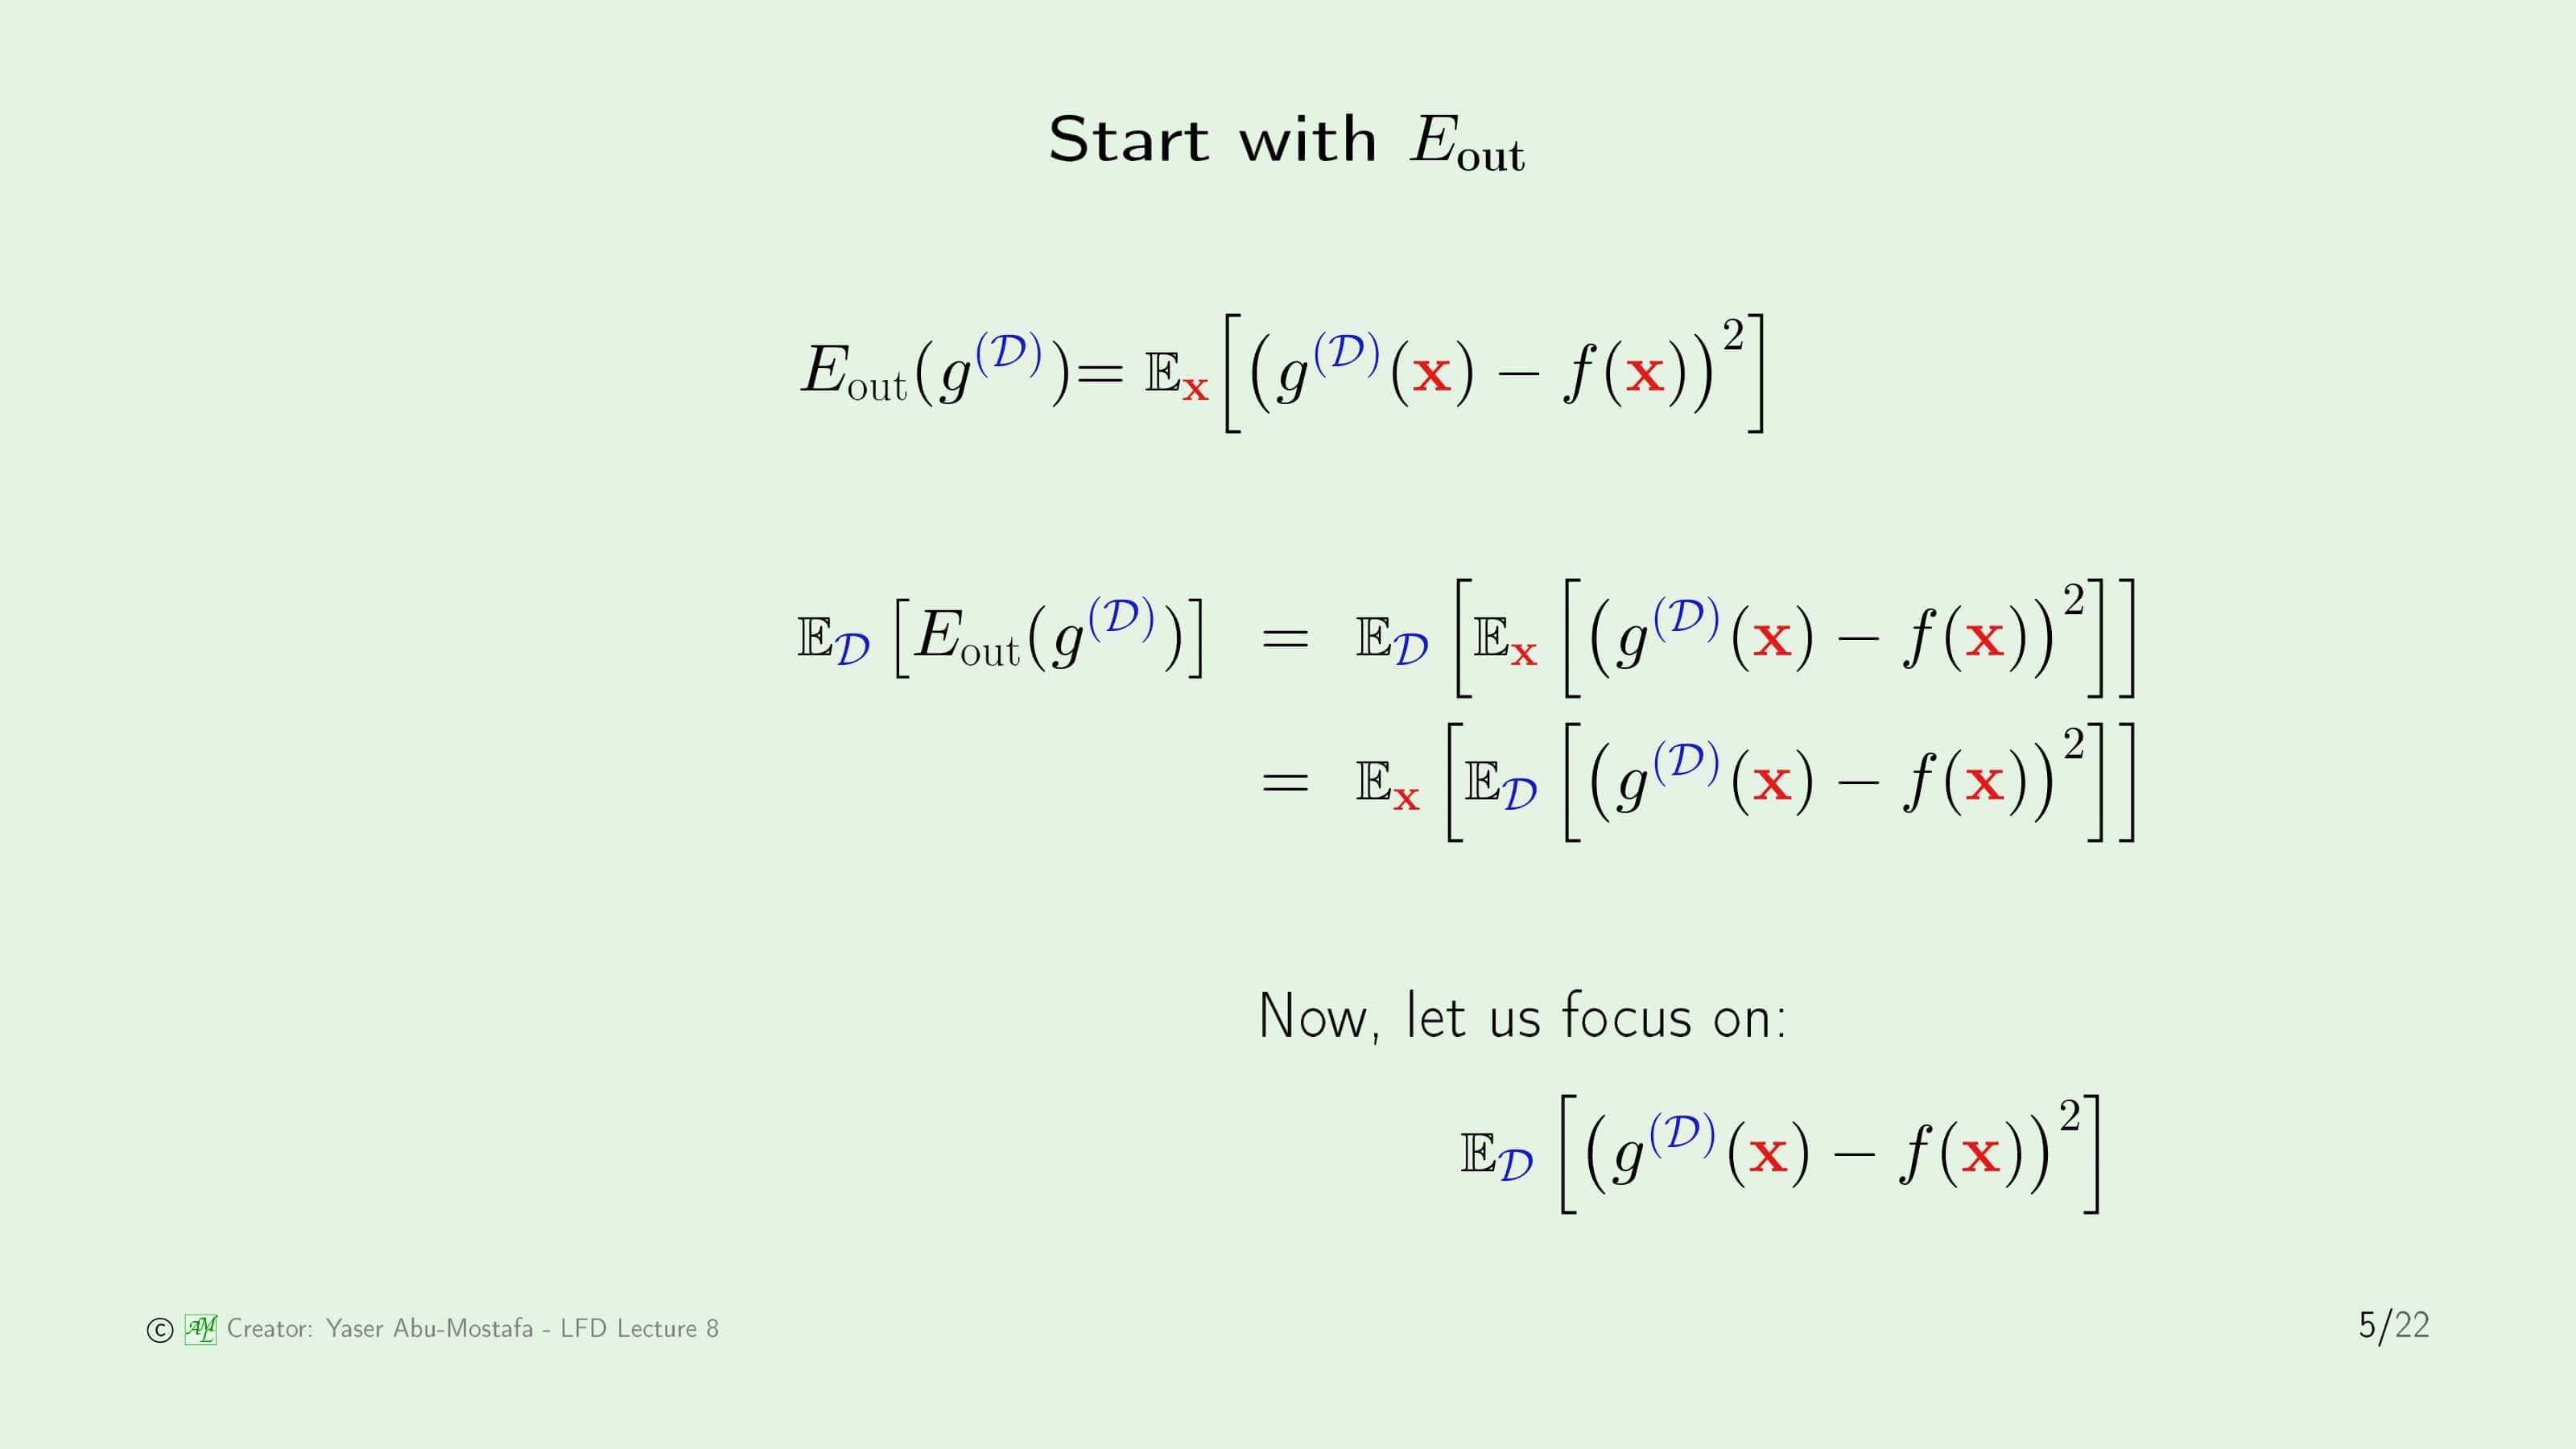 Start with $E_{\text{out}}$
$E_{\text{out}}(g^{(\mathcal{D})}) = \mathbb{E}_{\mathbf{x}}\left[\left(g^{(\mathcal{D})}(\mathbf{x}) - f(\mathbf{x})\right)^2\right]$
$\mathbb{E}_{\mathcal{D}}\left[E_{\text{out}}(g^{(\mathcal{D})})\right] = \mathbb{E}_{\mathcal{D}}\left[\mathbb{E}_{\mathbf{x}}\left[\left(g^{(\mathcal{D})}(\mathbf{x}) - f(\mathbf{x})\right)^2\right]\right]$
$= \mathbb{E}_{\mathbf{x}}\left[\mathbb{E}_{\mathcal{D}}\left[\left(g^{(\mathcal{D})}(\mathbf{x}) - f(\mathbf{x})\right)^2\right]\right]$
Now, let us focus on:
$\mathbb{E}_{\mathcal{D}}\left[\left(g^{(\mathcal{D})}(\mathbf{x}) - f(\mathbf{x})\right)^2\right]$
© AML Creator: Yaser Abu-Mostafa - LFD Lecture 8
5/22